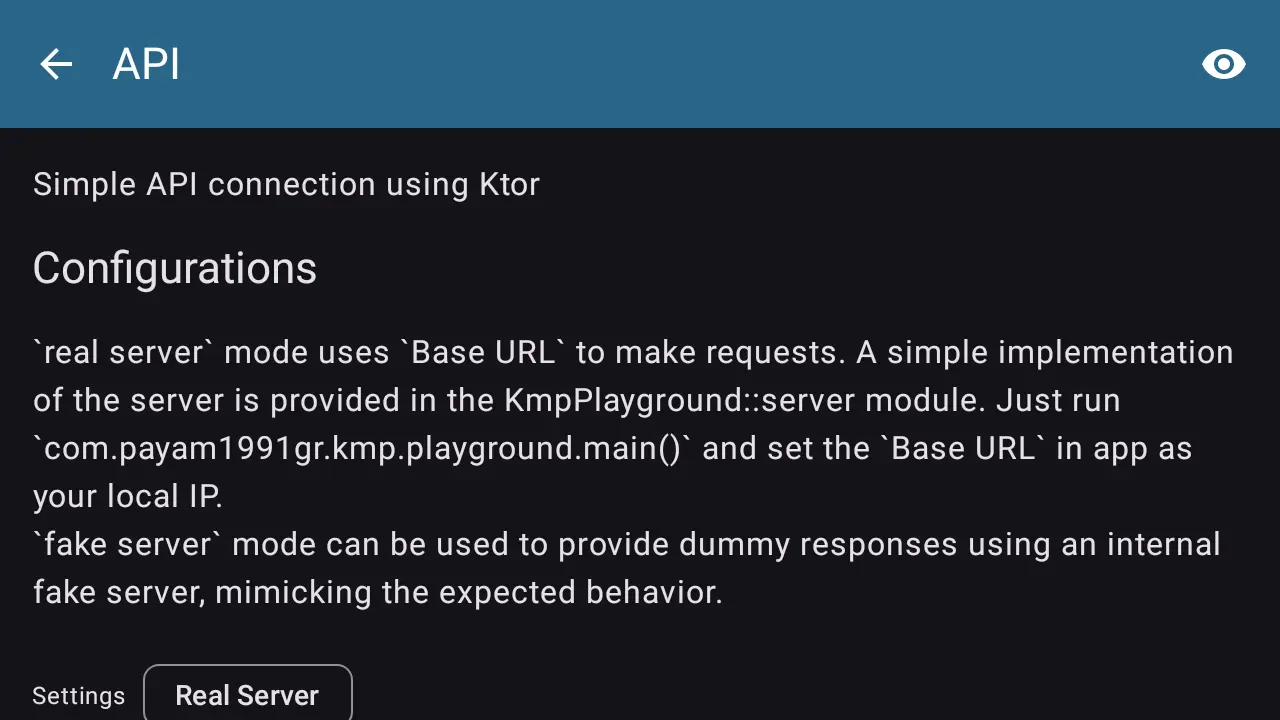 API
Simple API connection using Ktor
Configurations
`real server` mode uses `Base URL` to make requests. A simple implementation
of the server is provided in the KmpPlayground::server module. Just run
`com.payam1991gr.kmp.playground.main()` and set the `Base URL` in app as
your local IP.
`fake server` mode can be used to provide dummy responses using an internal
fake server, mimicking the expected behavior.
Settings Real Server